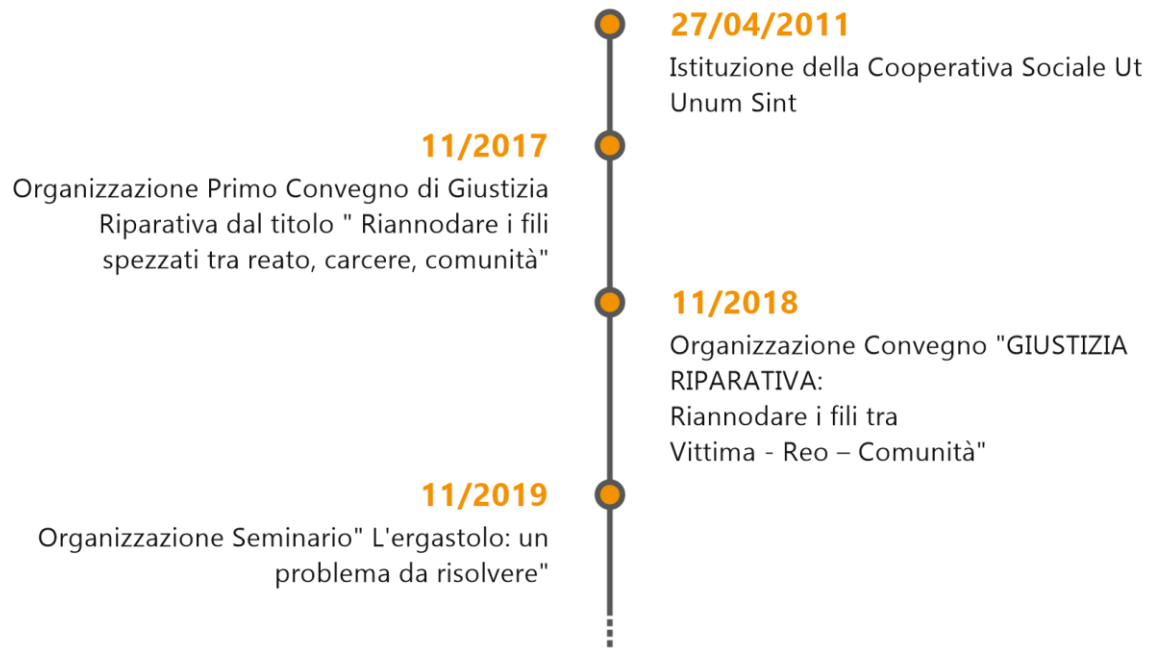 27/04/2011
Istituzione della Cooperativa Sociale Ut
Unum Sint
11/2017
Organizzazione Primo Convegno di Giustizia
Riparativa dal titolo " Riannodare i fili
spezzati tra reato, carcere, comunità"
11/2018
Organizzazione Convegno "GIUSTIZIA
RIPARATIVA:
Riannodare i fili tra
Vittima - Reo – Comunità"
11/2019
Organizzazione Seminario" L'ergastolo: un
problema da risolvere"